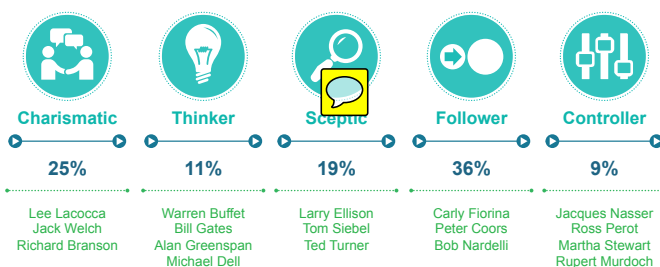 Charismatic
Thinker
Sceptic
Follower
Controller
25%
11%
19%
36%
9%
Lee Lacocca
Jack Welch
Richard Branson
Warren Buffet
Bill Gates
Alan Greenspan
Michael Dell
Larry Ellison
Tom Siebel
Ted Turner
Carly Fiorina
Peter Coors
Bob Nardelli
Jacques Nasser
Ross Perot
Martha Stewart
Rupert Murdoch